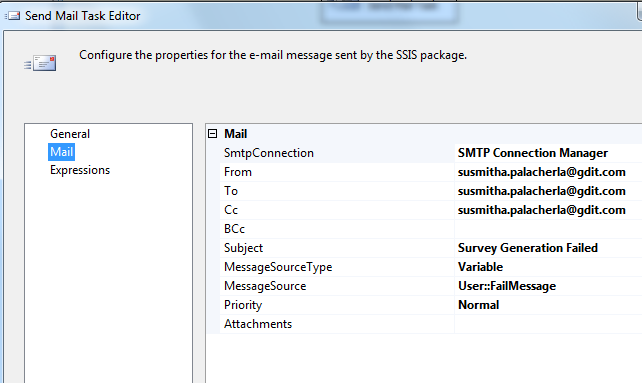 Send Mail Task Editor
Configure the properties for the e-mail message sent by the SSIS package.
General
Mail
Expressions
Mail
SmtpConnection SMTP Connection Manager
From susmitha.palacherla@gdit.com
To susmitha.palacherla@gdit.com
Cc susmitha.palacherla@gdit.com
BCc
Subject Survey Generation Failed
MessageSourceType Variable
MessageSource User::FailMessage
Priority Normal
Attachments